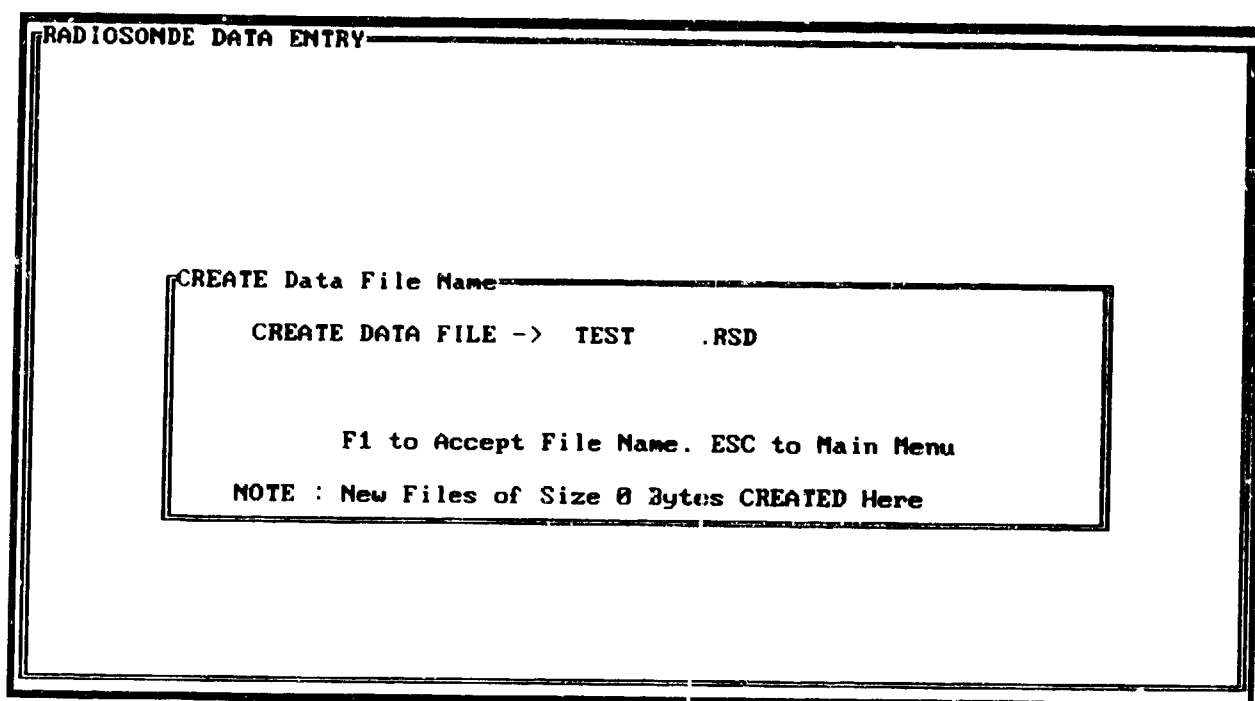 RADIOSONDE DATA ENTRY
CREATE Data File Name
CREATE DATA FILE -> TEST .RSD
F1 to Accept File Name. ESC to Main Menu
NOTE : New Files of Size 0 Bytes CREATED Here